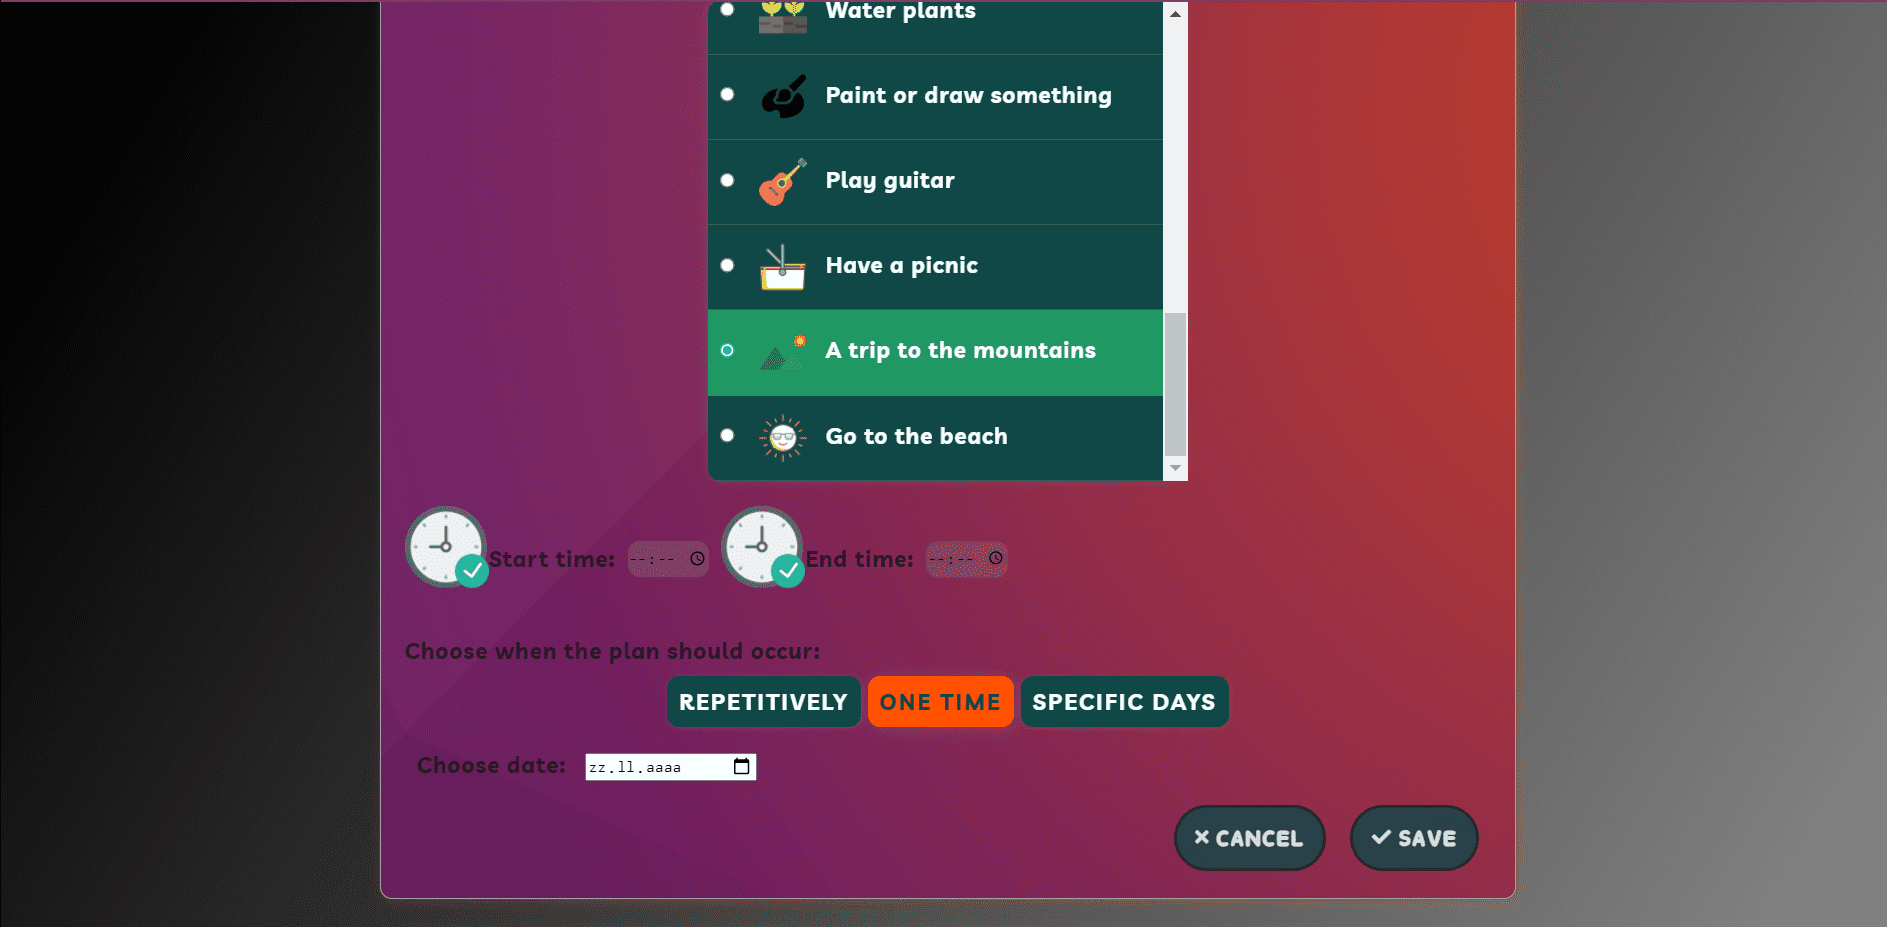 Water plants
Paint or draw something
Play guitar
Have a picnic
A trip to the mountains
Go to the beach
Start time: --:-- End time: --:--
Choose when the plan should occur:
REPETITIVELY ONE TIME SPECIFIC DAYS
Choose date: zz.ll.aaaa
CANCEL SAVE